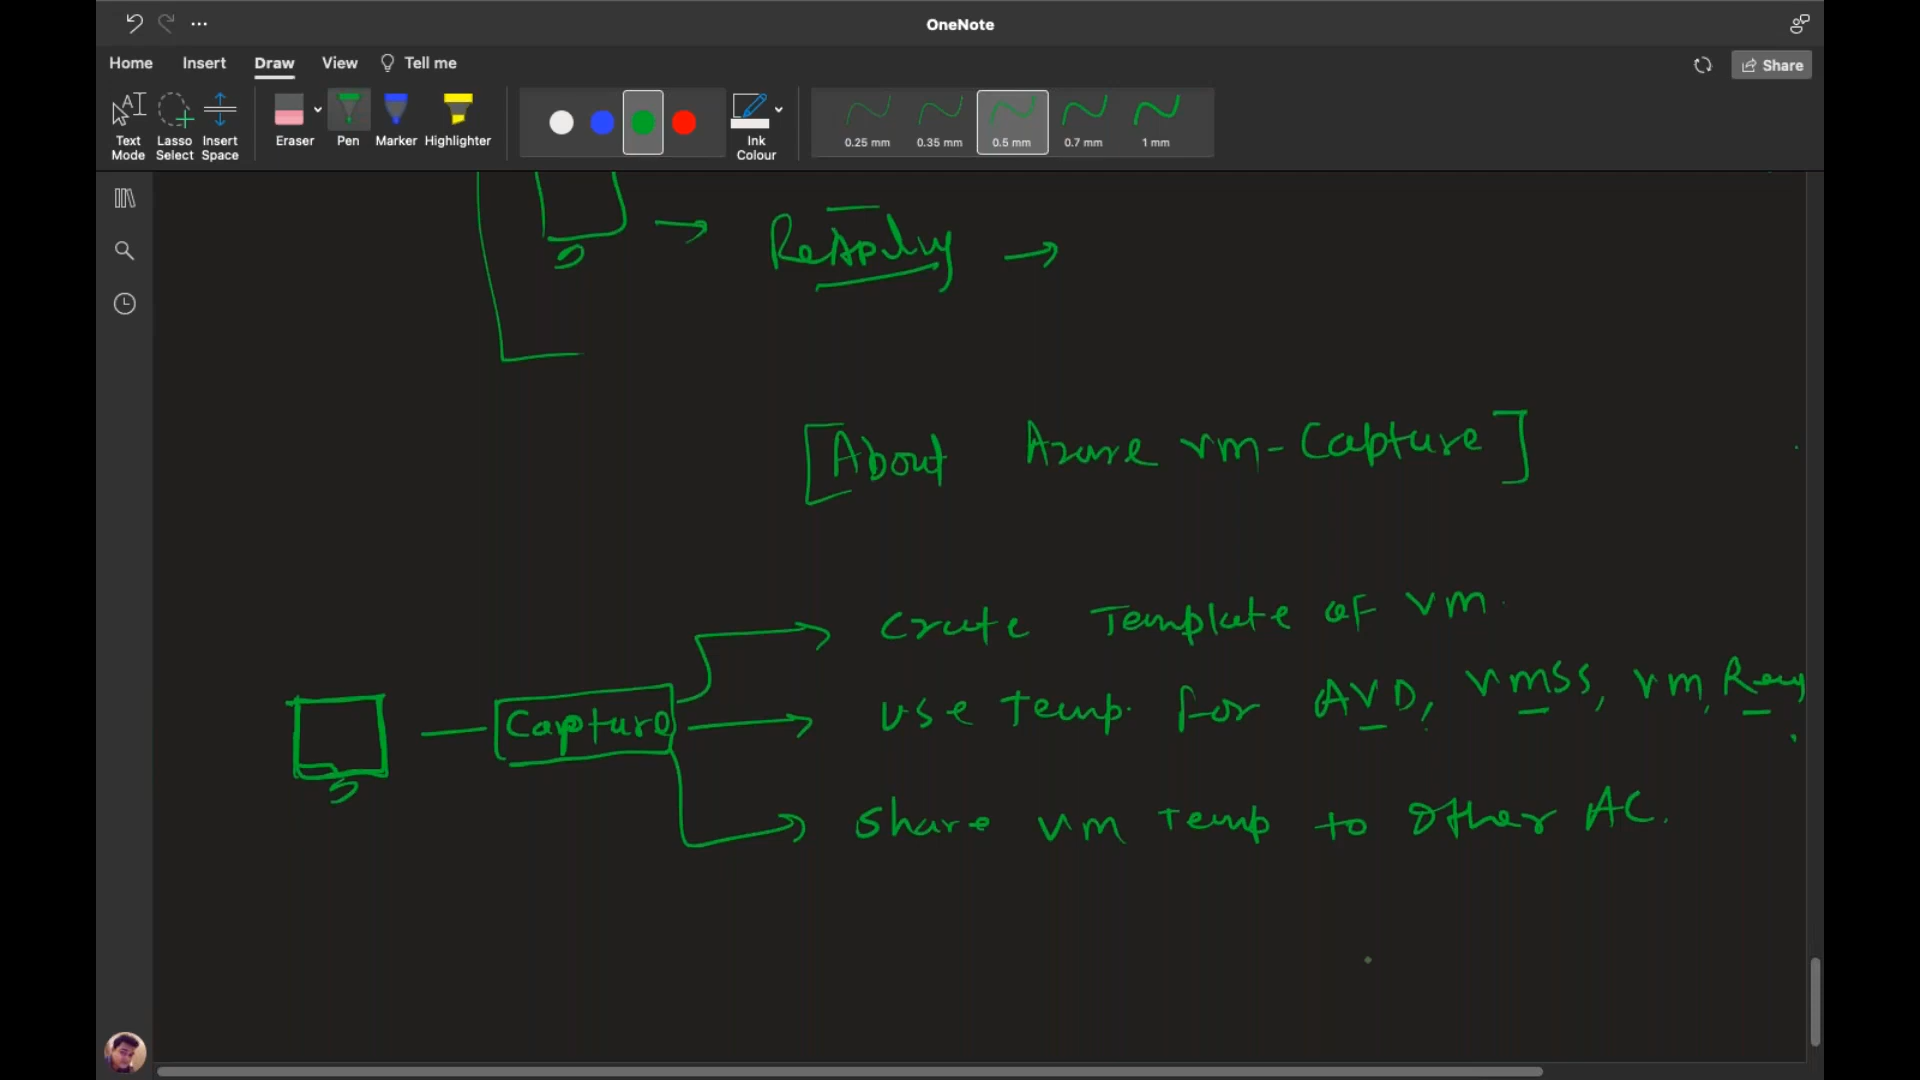 OneNote
Home Insert Draw View Tell me
Share
Text Mode
Lasso Select
Insert Space
Eraser
Pen
Marker
Highlighter
Ink Colour
0.25 mm
0.35 mm
0.5 mm
0.7 mm
1 mm
→ →
[About Azure vm-Capture]
Create Template of vm.
Capture
use temp. for AVD, vmss, vm,
share vm temp to other AC.